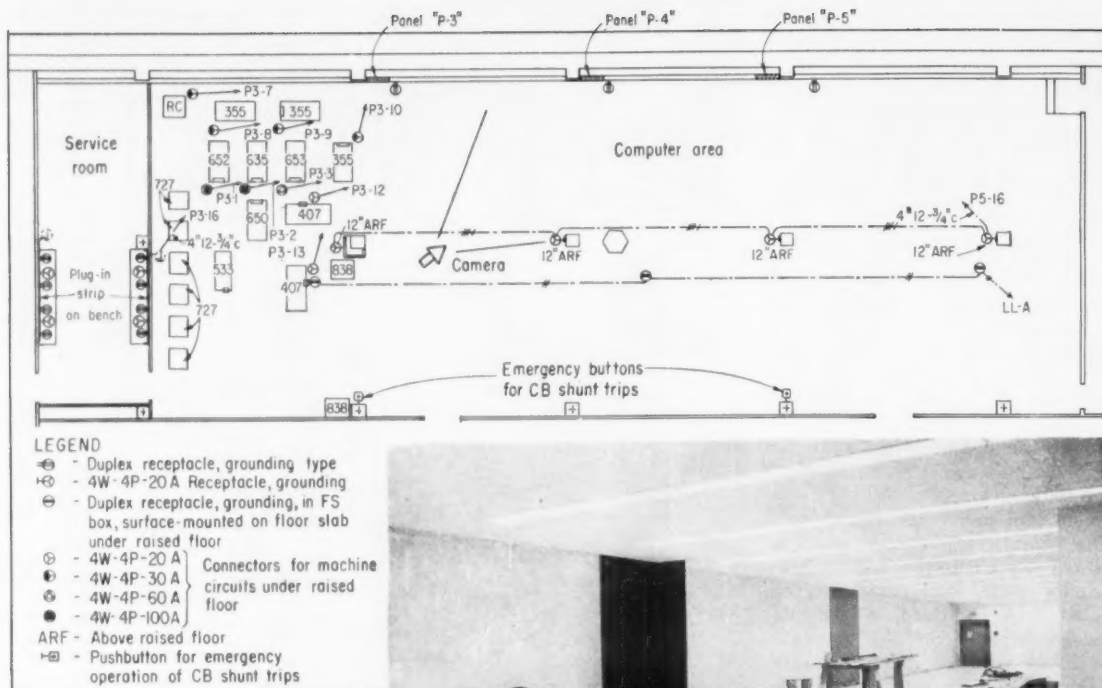 Panel "P-3"
Panel "P-4"
Panel "P-5"
RC
P3-7
355
355
P3-10
P3-8
P3-9
652
635
653
355
P3-3
P3-1
P3-12
727
P3-16
4"12-3/4"c
650
407
P3-2
12"ARF
P3-13
533
407
838
727
Service
room
Plug-in
strip
on bench
Computer area
Camera
12"ARF
12"ARF
P5-16
4"12-3/4"c
12"ARF
LL-A
Emergency buttons
for CB shunt trips
838
LEGEND
- Duplex receptacle, grounding type
- 4W-4P-20A Receptacle, grounding
- Duplex receptacle, grounding, in FS
box, surface-mounted on floor slab
under raised floor
- 4W-4P-20A
- 4W-4P-30A
- 4W-4P-60A
- 4W-4P-100A
Connectors for machine
circuits under raised
floor
ARF - Above raised floor
- Pushbutton for emergency
operation of CB shunt trips